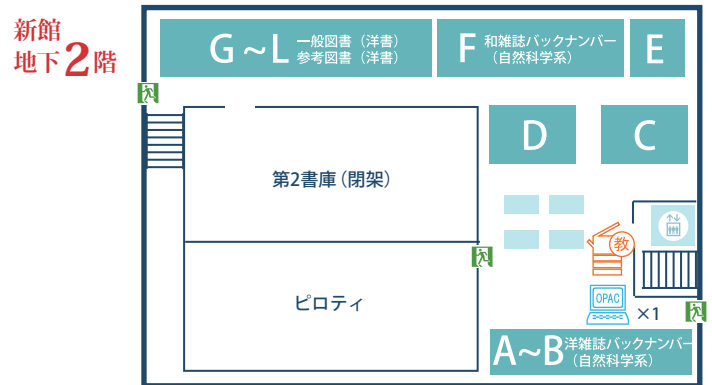 新館
地下2階
G～L
一般図書（洋書）
参考図書（洋書）
F
和雑誌バックナンバー
（自然科学系）
E
D
C
第2書庫（閉架）
教
OPAC
×1
ピロティ
A～B
洋雑誌バックナンバー
（自然科学系）